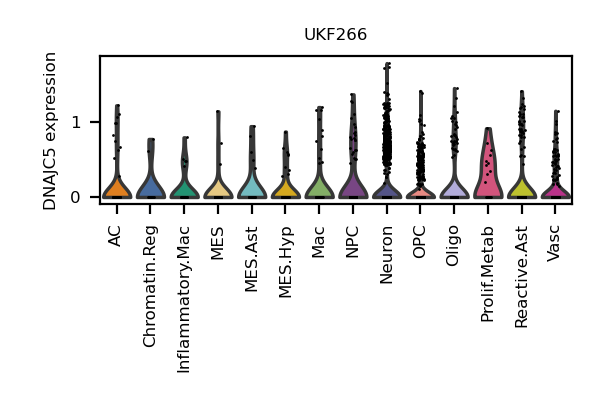 UKF266
DNAJC5 expression
1
0
AC
Chromatin.Reg
Inflammatory.Mac
MES
MES.Ast
MES.Hyp
Mac
NPC
Neuron
OPC
Oligo
Prolif.Metab
Reactive.Ast
Vasc